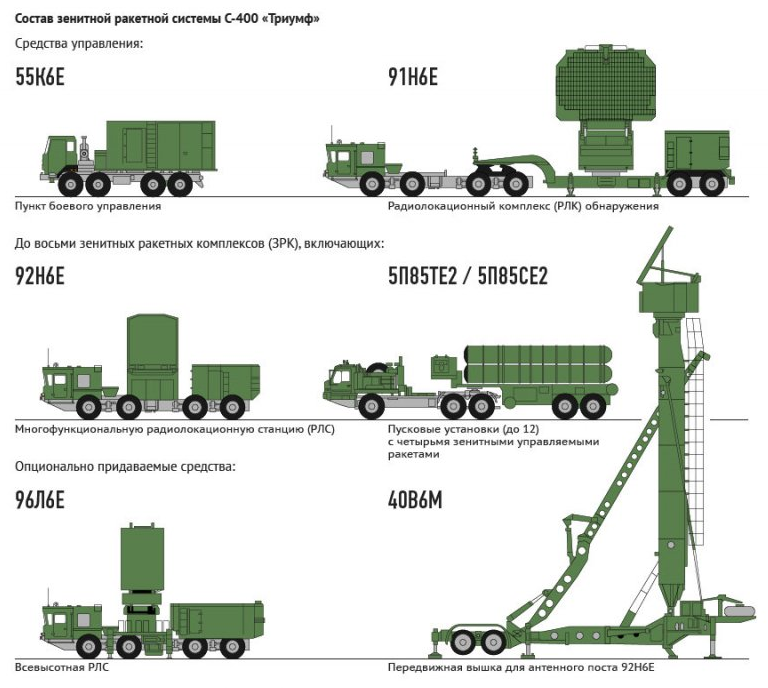 Состав зенитной ракетной системы С-400 «Триумф»
Средства управления:
55К6Е
91Н6Е
Пункт боевого управления
Радиолокационный комплекс (РЛК) обнаружения
До восьми зенитных ракетных комплексов (ЗРК), включающих:
92Н6Е
5П85ТЕ2 / 5П85СЕ2
Многофункциональную радиолокационную станцию (РЛС)
Пусковые установки (до 12)
с четырьмя зенитными управляемыми
ракетами
Опционально придаваемые средства:
96Л6Е
40В6М
Всевысотная РЛС
Передвижная вышка для антенного поста 92Н6Е